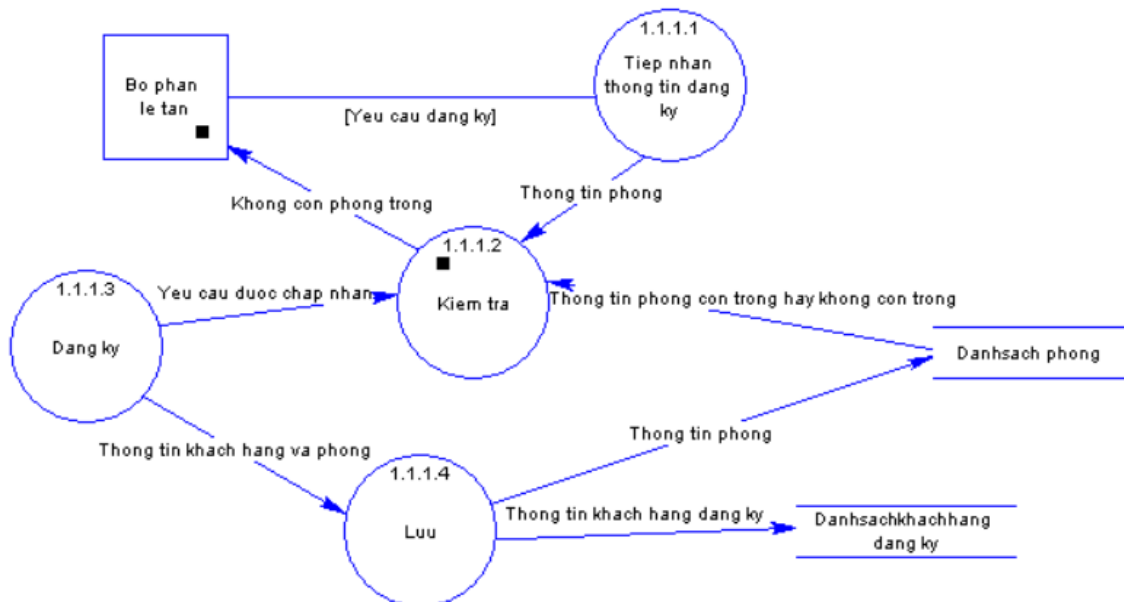 1.1.1.1
Tiep nhan
thong tin dang
ky
Bo phan
le tan
[Yeu cau dang ky]
Thong tin phong
Khong con phong trong
1.1.1.2
Kiem tra
1.1.1.3
Dang ky
Yeu cau duoc chap nhan
Thong tin phong con trong hay khong con trong
Danhsach phong
Thong tin phong
Thong tin khach hang va phong
1.1.1.4
Luu
Thong tin khach hang dang ky
Danhsachkhachhang
dang ky